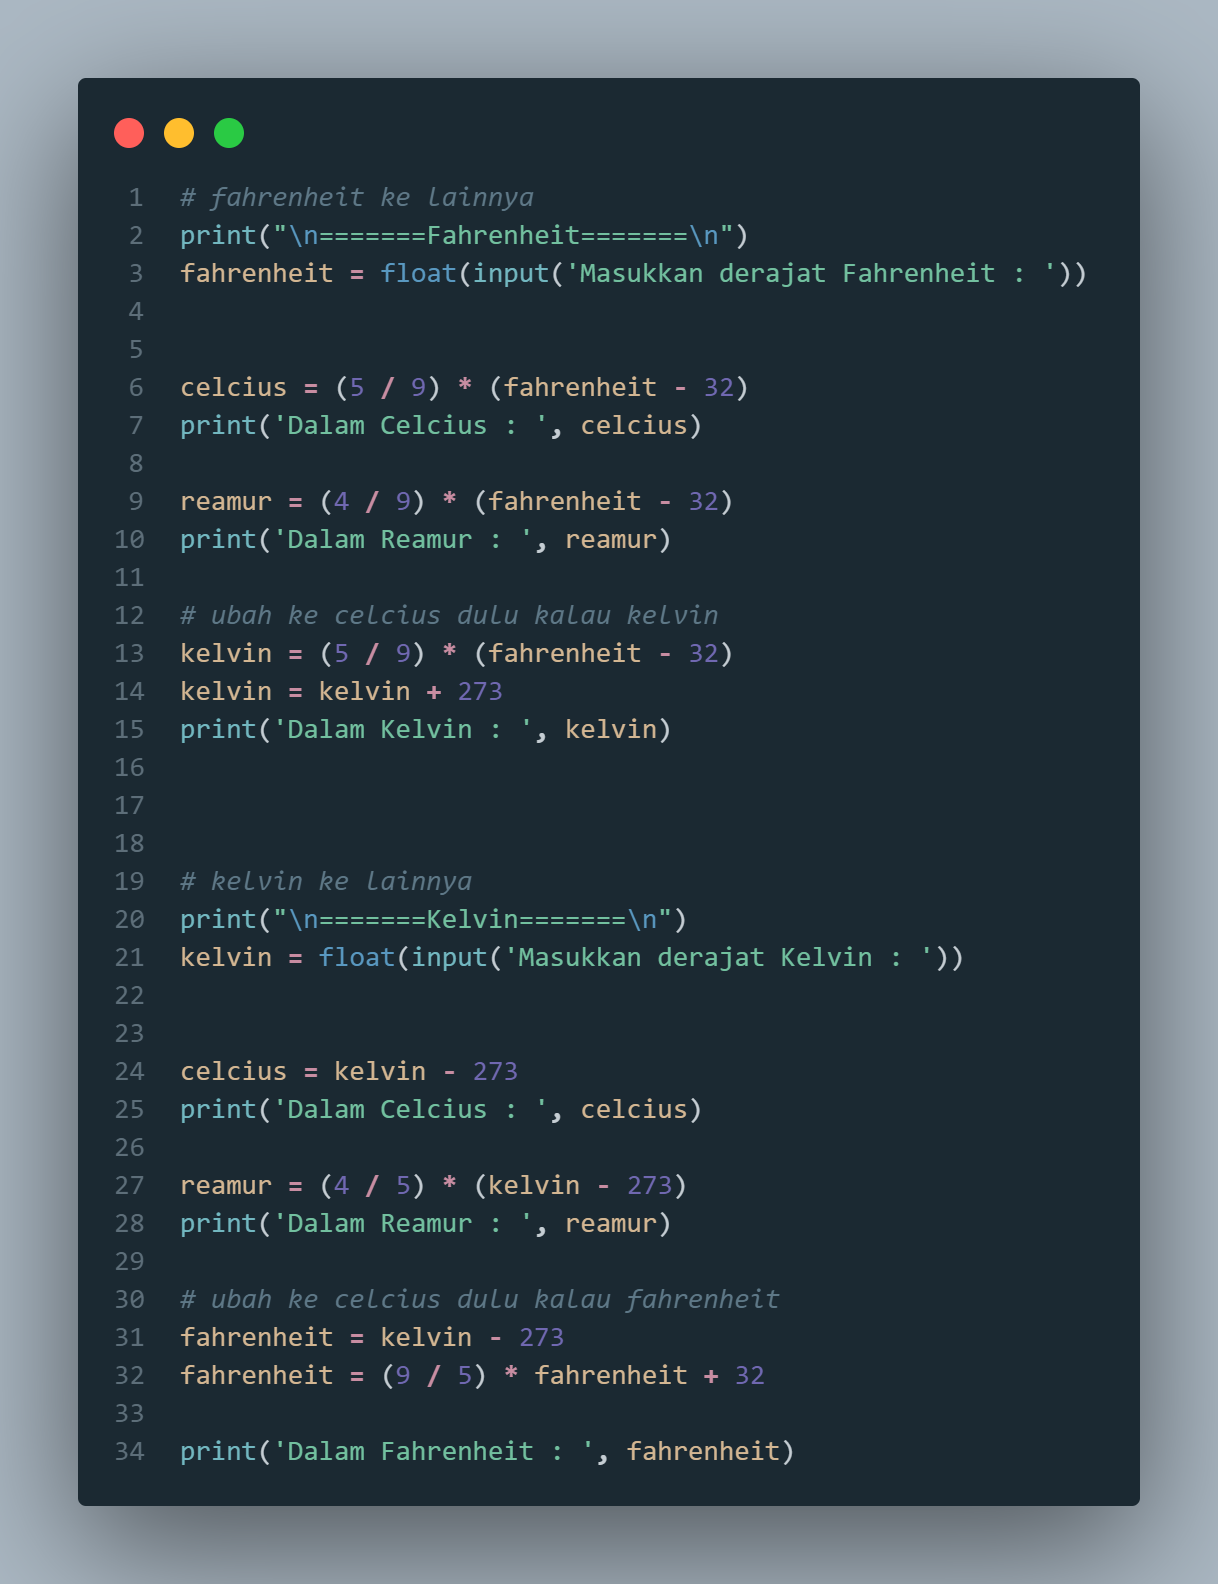 1 # fahrenheit ke lainnya
2 print("\n=======Fahrenheit=======\n")
3 fahrenheit = float(input('Masukkan derajat Fahrenheit : '))
4
5
6 celcius = (5 / 9) * (fahrenheit - 32)
7 print('Dalam Celcius : ', celcius)
8
9 reamur = (4 / 9) * (fahrenheit - 32)
10 print('Dalam Reamur : ', reamur)
11
12 # ubah ke celcius dulu kalau kelvin
13 kelvin = (5 / 9) * (fahrenheit - 32)
14 kelvin = kelvin + 273
15 print('Dalam Kelvin : ', kelvin)
16
17
18
19 # kelvin ke lainnya
20 print("\n=======Kelvin=======\n")
21 kelvin = float(input('Masukkan derajat Kelvin : '))
22
23
24 celcius = kelvin - 273
25 print('Dalam Celcius : ', celcius)
26
27 reamur = (4 / 5) * (kelvin - 273)
28 print('Dalam Reamur : ', reamur)
29
30 # ubah ke celcius dulu kalau fahrenheit
31 fahrenheit = kelvin - 273
32 fahrenheit = (9 / 5) * fahrenheit + 32
33
34 print('Dalam Fahrenheit : ', fahrenheit)